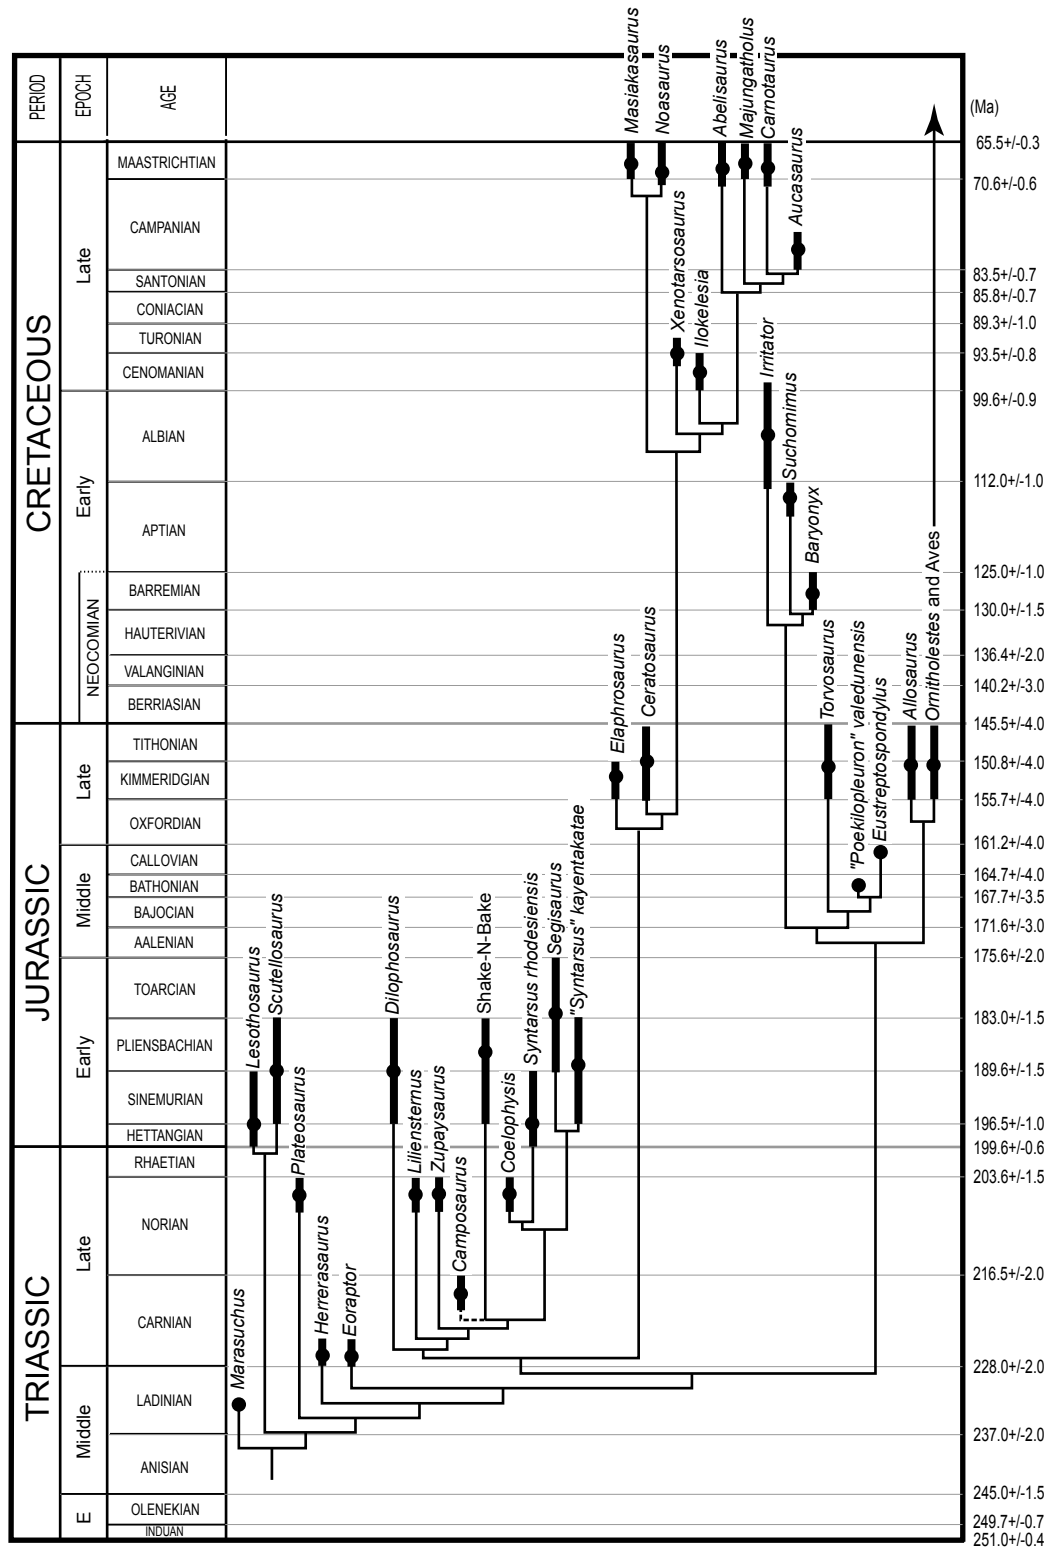 PERIOD
EPOCH
AGE
(Ma)
CRETACEOUS
JURASSIC
TRIASSIC
Late
Early
NEOCOMIAN
Late
Middle
Early
Late
Middle
E
MAASTRICHTIAN
CAMPANIAN
SANTONIAN
CONIACIAN
TURONIAN
CENOMANIAN
ALBIAN
APTIAN
BARREMIAN
HAUTERIVIAN
VALANGINIAN
BERRIASIAN
TITHONIAN
KIMMERIDGIAN
OXFORDIAN
CALLOVIAN
BATHONIAN
BAJOCIAN
AALENIAN
TOARCIAN
PLIENSBACHIAN
SINEMURIAN
HETTANGIAN
RHAETIAN
NORIAN
CARNIAN
LADINIAN
ANISIAN
OLENEKIAN
INDUAN
Marasuchus
Lesothosaurus
Scutellosaurus
Plateosaurus
Herrerasaurus
Eoraptor
Dilophosaurus
Liliensternus
Zupaysaurus
Camposaurus
Shake-N-Bake
Coelophysis
Syntarsus rhodesiensis
Segisaurus
"Syntarsus" kayentakatae
Elaphrosaurus
Ceratosaurus
Masiakasaurus
Noasaurus
Xenotarsosaurus
Ilokelesia
Abelisaurus
Majungatholus
Carnotaurus
Aucasaurus
Irritator
Suchomimus
Baryonyx
Torvosaurus
"Poekilopleuron" valedunensis
Eustreptospondylus
Allosaurus
Ornitholestes and Aves
65.5+/-0.3
70.6+/-0.6
83.5+/-0.7
85.8+/-0.7
89.3+/-1.0
93.5+/-0.8
99.6+/-0.9
112.0+/-1.0
125.0+/-1.0
130.0+/-1.5
136.4+/-2.0
140.2+/-3.0
145.5+/-4.0
150.8+/-4.0
155.7+/-4.0
161.2+/-4.0
164.7+/-4.0
167.7+/-3.5
171.6+/-3.0
175.6+/-2.0
183.0+/-1.5
189.6+/-1.5
196.5+/-1.0
199.6+/-0.6
203.6+/-1.5
216.5+/-2.0
228.0+/-2.0
237.0+/-2.0
245.0+/-1.5
249.7+/-0.7
251.0+/-0.4